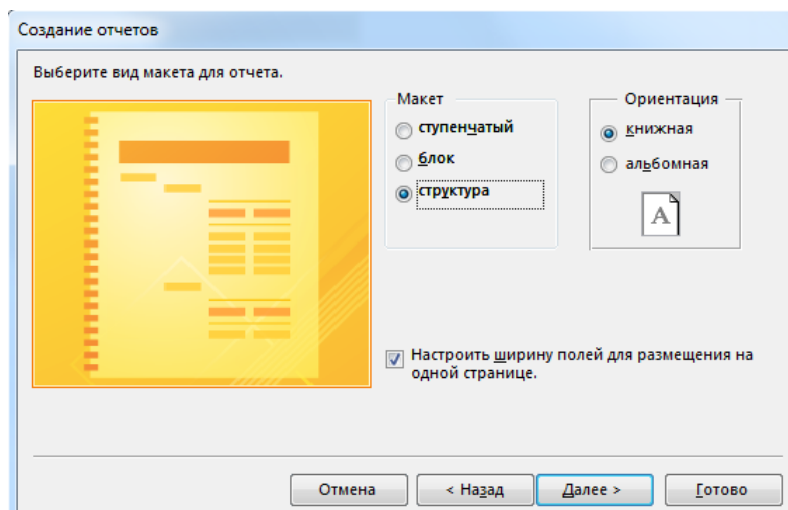 Создание отчетов
Выберите вид макета для отчета.
Макет
ступенчатый
блок
структура
Ориентация
книжная
альбомная
A
Настроить ширину полей для размещения на
одной странице.
Отмена
< Назад
Далее >
Готово